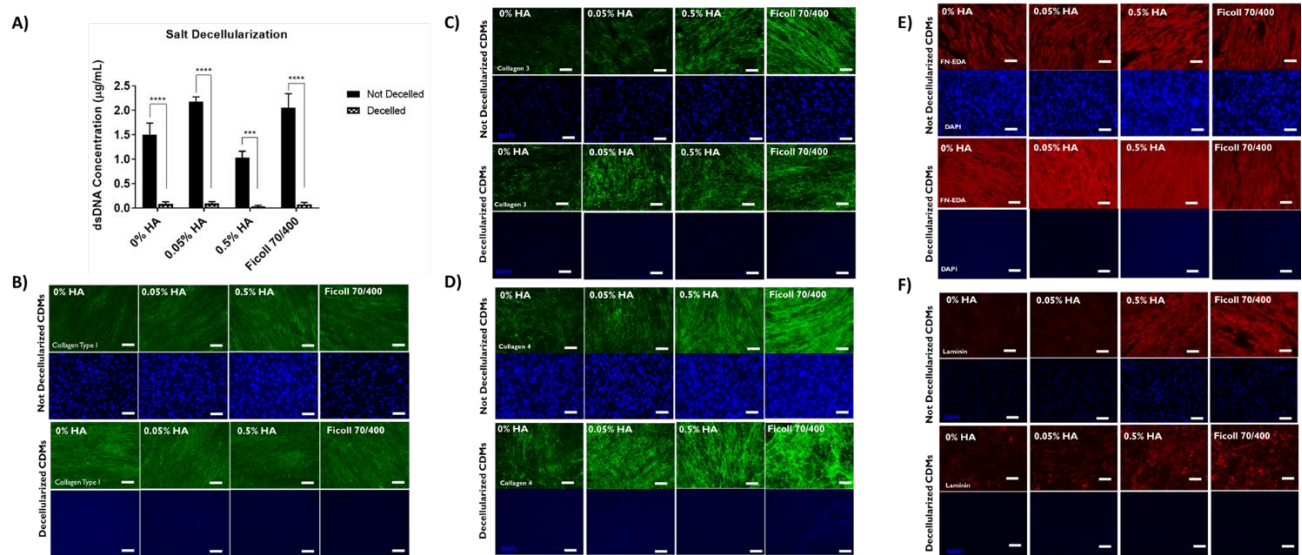 A)
Salt Decellularization
dsDNA Concentration (µg/mL)
2.5
2.0
1.5
1.0
0.5
0.0
****
****
***
****
Not Decelled
Decelled
0% HA
0.05% HA
0.5% HA
Ficoll 70/400
B)
Not Decellularized CDMs
0% HA 0.05% HA 0.5% HA Ficoll 70/400
Collagen Type I
Decellularized CDMs
0% HA 0.05% HA 0.5% HA Ficoll 70/400
Collagen Type I
C)
Not Decellularized CDMs
0% HA 0.05% HA 0.5% HA Ficoll 70/400
Collagen 3
DAPI
Decellularized CDMs
0% HA 0.05% HA 0.5% HA Ficoll 70/400
Collagen 3
DAPI
D)
Not Decellularized CDMs
0% HA 0.05% HA 0.5% HA Ficoll 70/400
Collagen 4
Decellularized CDMs
0% HA 0.05% HA 0.5% HA Ficoll 70/400
Collagen 4
E)
Not Decellularized CDMs
0% HA 0.05% HA 0.5% HA Ficoll 70/400
FN-EDA
DAPI
Decellularized CDMs
0% HA 0.05% HA 0.5% HA Ficoll 70/400
FN-EDA
DAPI
F)
Not Decellularized CDMs
0% HA 0.05% HA 0.5% HA Ficoll 70/400
Laminin
DAPI
Decellularized CDMs
0% HA 0.05% HA 0.5% HA Ficoll 70/400
Laminin
DAPI